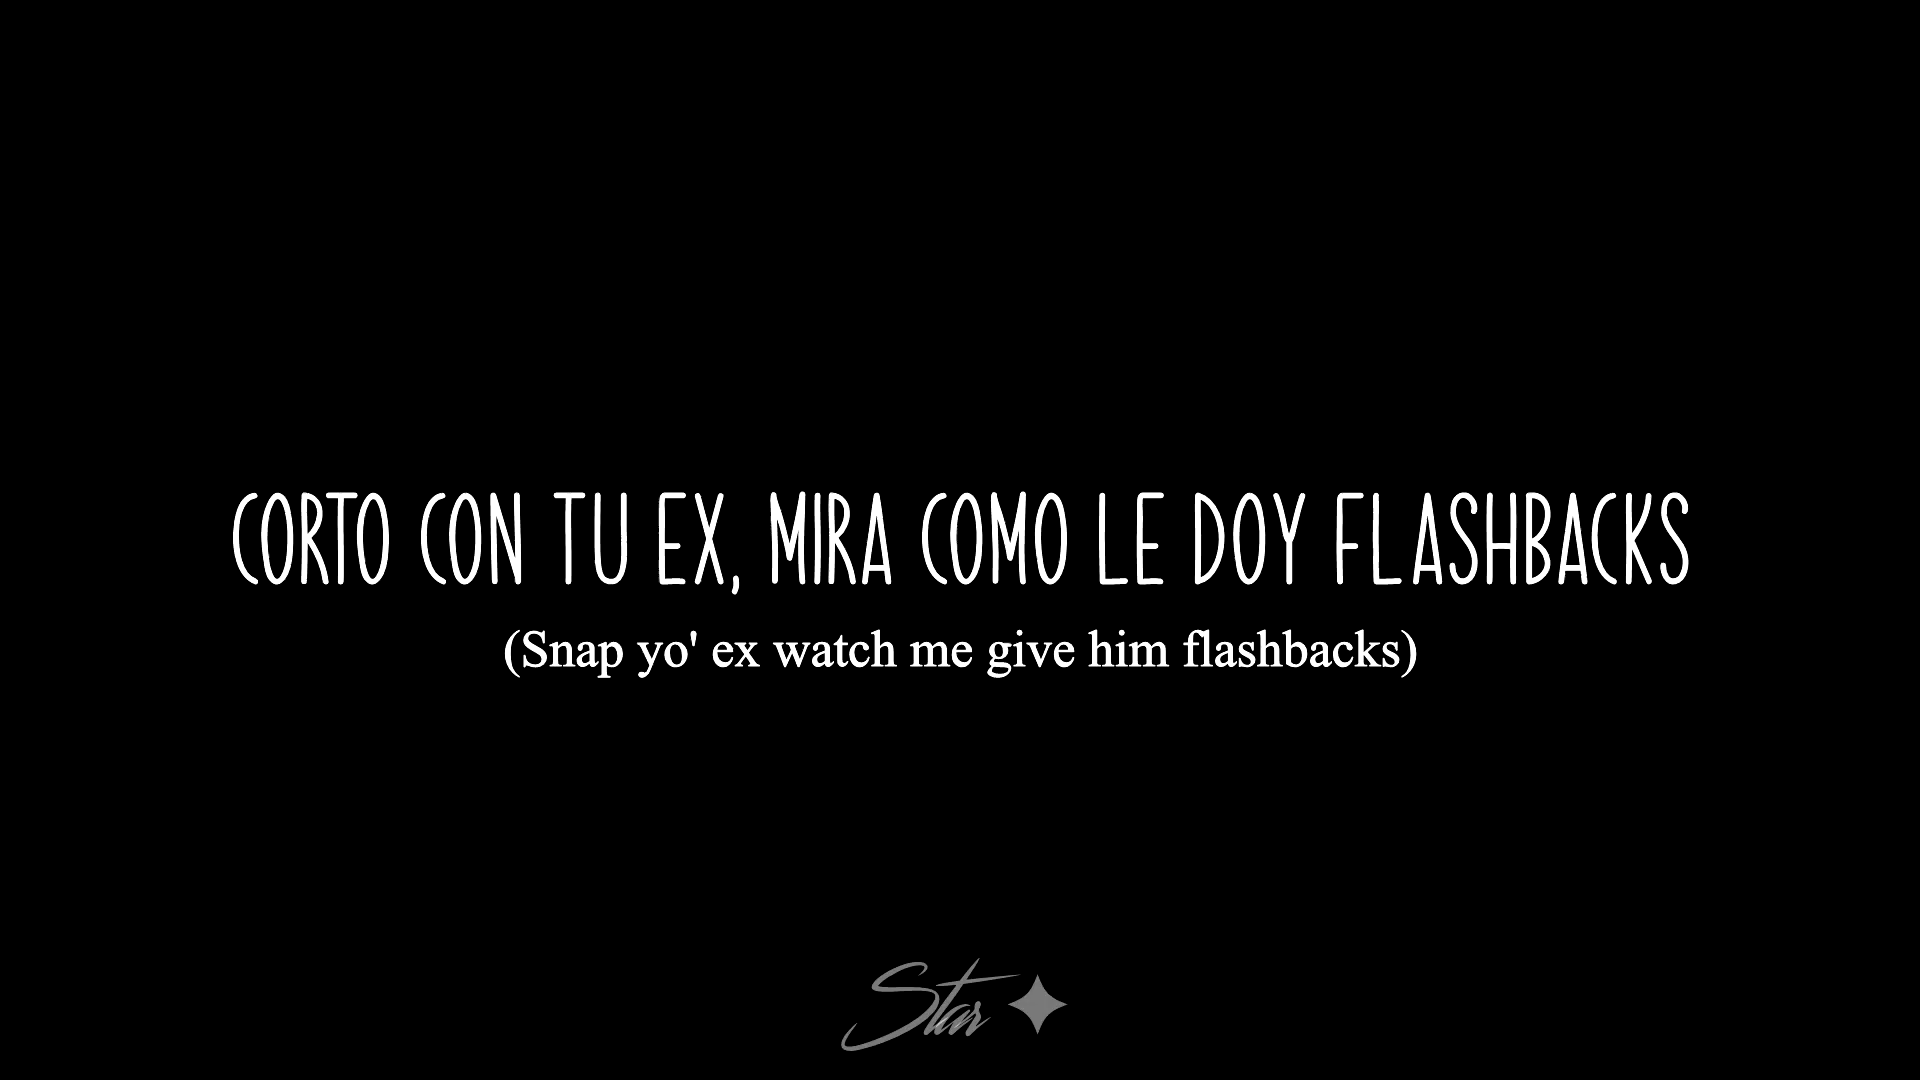 CORTO CON TU EX, MIRA COMO LE DOY FLASHBACKS
(Snap yo' ex watch me give him flashbacks)
Star